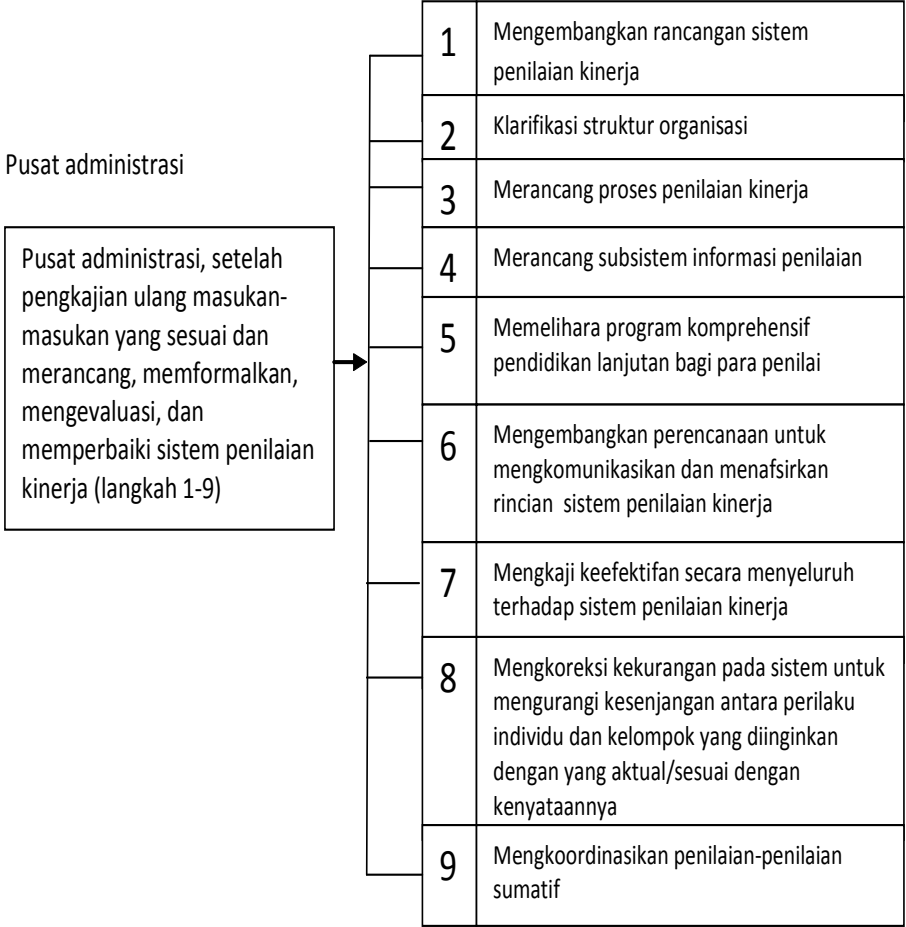 Pusat administrasi
Pusat administrasi, setelah
pengkajian ulang masukan-
masukan yang sesuai dan
merancang, memformalkan,
mengevaluasi, dan
memperbaiki sistem penilaian
kinerja (langkah 1-9)
1
Mengembangkan rancangan sistem
penilaian kinerja
2
Klarifikasi struktur organisasi
3
Merancang proses penilaian kinerja
4
Merancang subsistem informasi penilaian
5
Memelihara program komprehensif
pendidikan lanjutan bagi para penilai
6
Mengembangkan perencanaan untuk
mengkomunikasikan dan menafsirkan
rincian sistem penilaian kinerja
7
Mengkaji keefektifan secara menyeluruh
terhadap sistem penilaian kinerja
8
Mengkoreksi kekurangan pada sistem untuk
mengurangi kesenjangan antara perilaku
individu dan kelompok yang diinginkan
dengan yang aktual/sesuai dengan
kenyataannya
9
Mengkoordinasikan penilaian-penilaian
sumatif